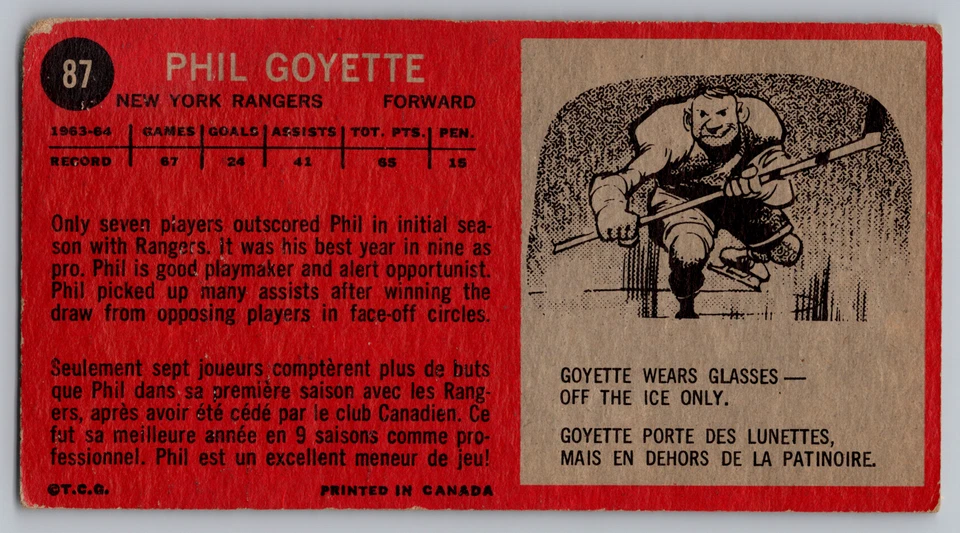 87
PHIL GOYETTE
NEW YORK RANGERS FORWARD
1963-64 GAMES GOALS ASSISTS TOT. PTS. PEN.
RECORD 67 24 41 65 15
Only seven players outscored Phil in initial sea-
son with Rangers. It was his best year in nine as
pro. Phil is good playmaker and alert opportunist.
Phil picked up many assists after winning the
draw from opposing players in face-off circles.
Seulement sept joueurs comptèrent plus de buts
que Phil dans sa première saison avec les Rang-
ers, après avoir été cédé par le club Canadien. Ce
fut sa meilleure année en 9 saisons comme pro-
fessionnel. Phil est un excellent meneur de jeu!
©T.C.G. PRINTED IN CANADA
GOYETTE WEARS GLASSES—
OFF THE ICE ONLY.
GOYETTE PORTE DES LUNETTES,
MAIS EN DEHORS DE LA PATINOIRE.